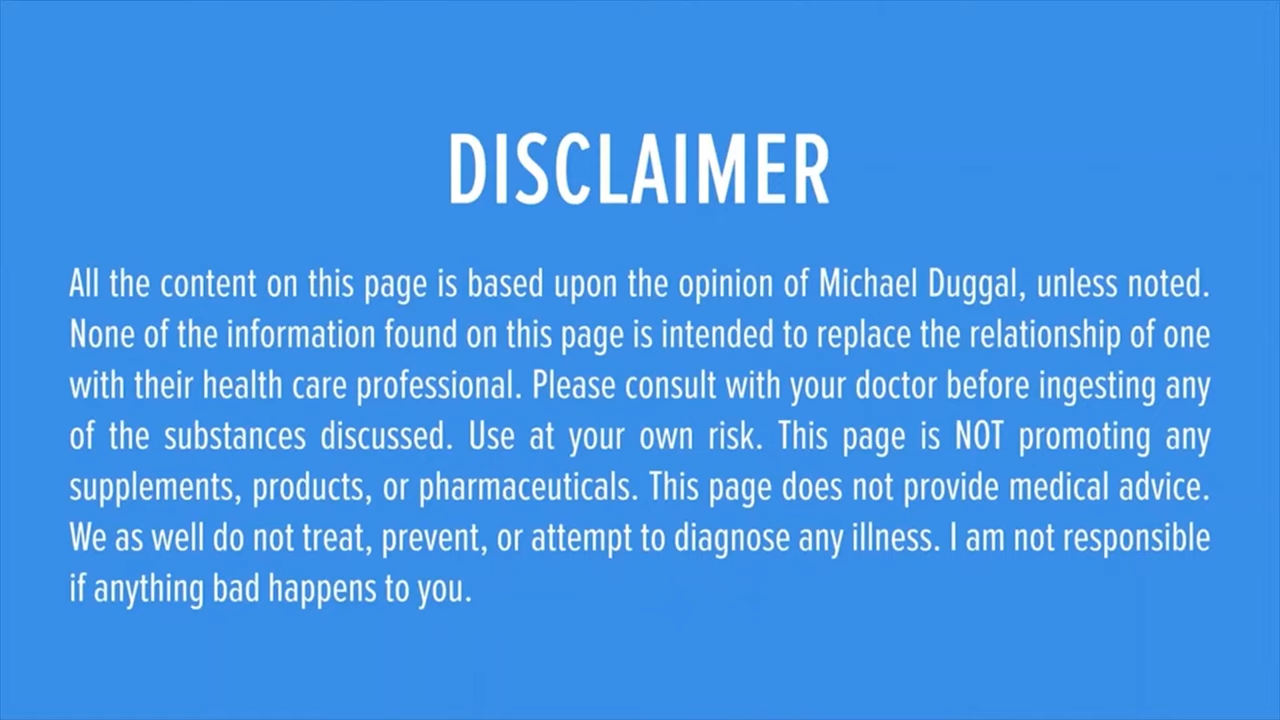 DISCLAIMER
All the content on this page is based upon the opinion of Michael Duggal, unless noted.
None of the information found on this page is intended to replace the relationship of one
with their health care professional. Please consult with your doctor before ingesting any
of the substances discussed. Use at your own risk. This page is NOT promoting any
supplements, products, or pharmaceuticals. This page does not provide medical advice.
We as well do not treat, prevent, or attempt to diagnose any illness. I am not responsible
if anything bad happens to you.